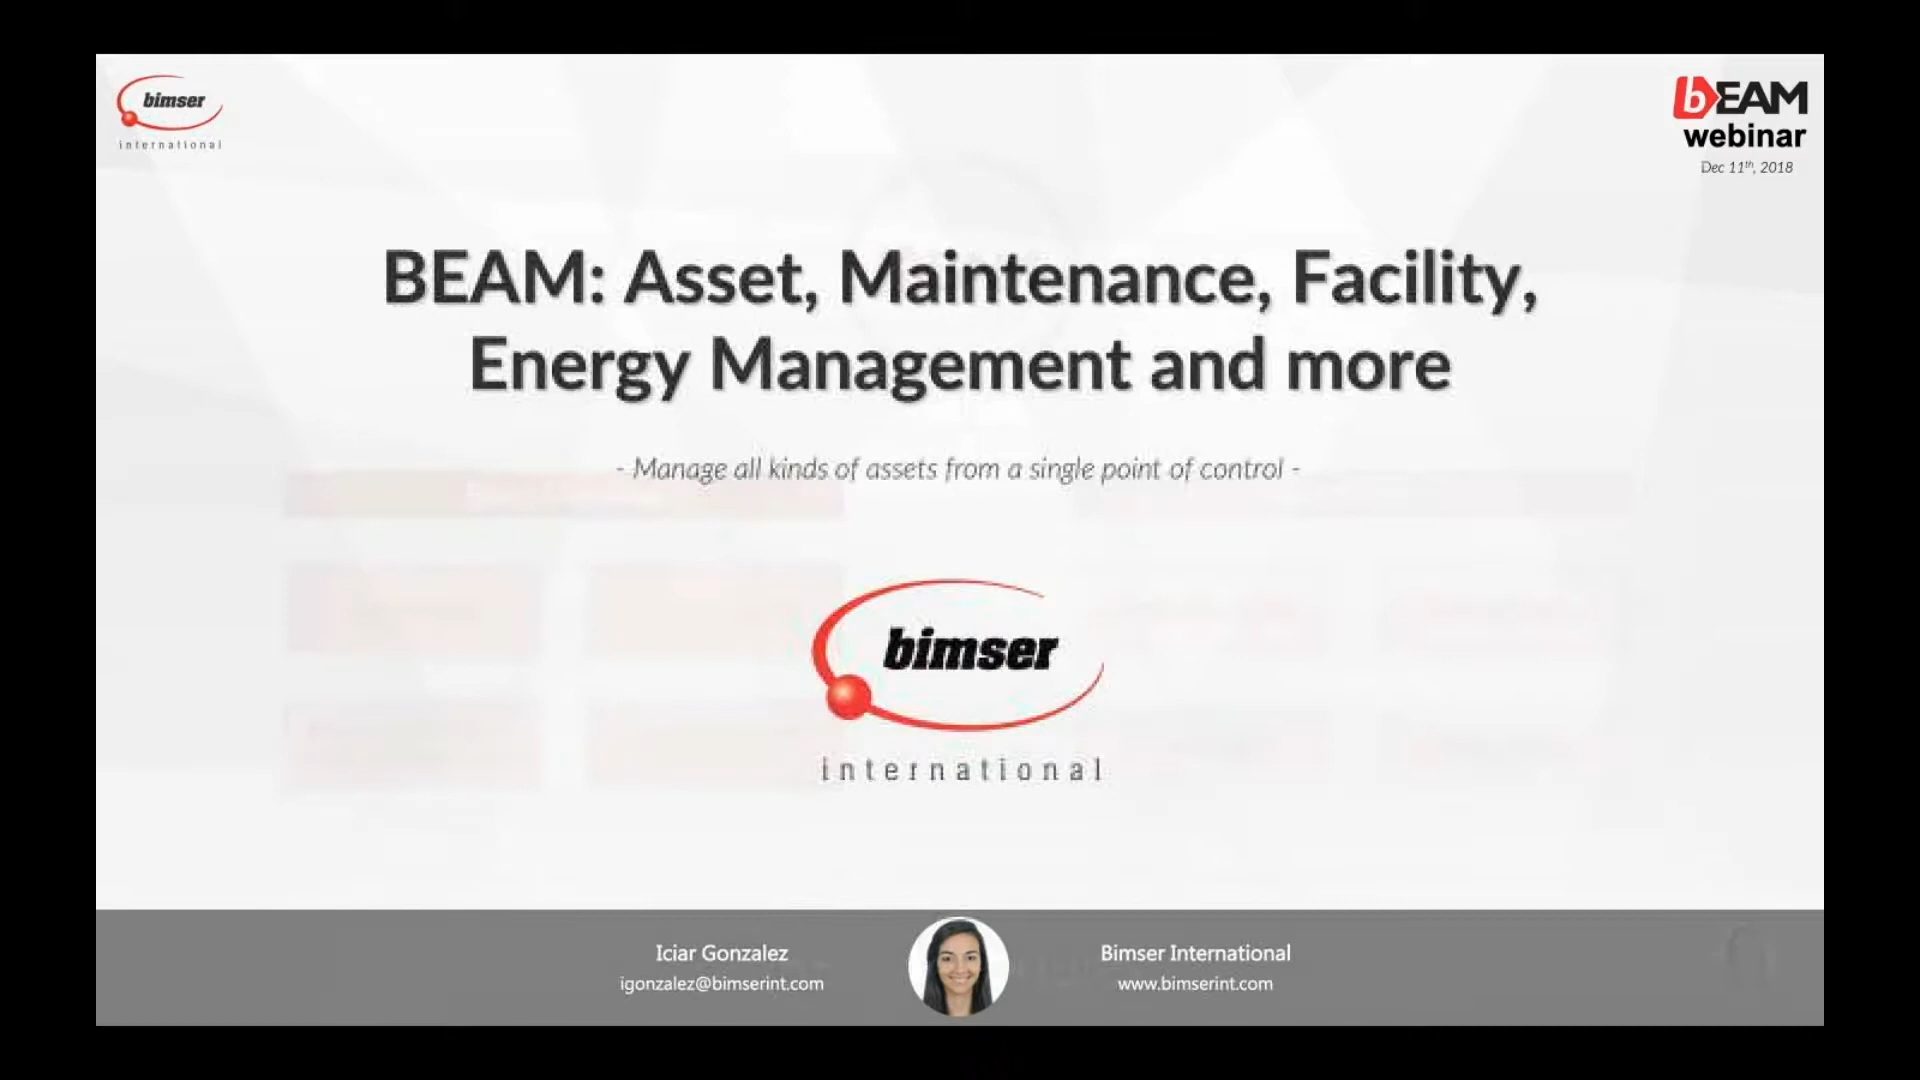 bimser
international
bEAM
webinar
Dec 11th, 2018
BEAM: Asset, Maintenance, Facility,
Energy Management and more
- Manage all kinds of assets from a single point of control -
bimser
international
Iciar Gonzalez
igonzalez@bimserint.com
Bimser International
www.bimserint.com